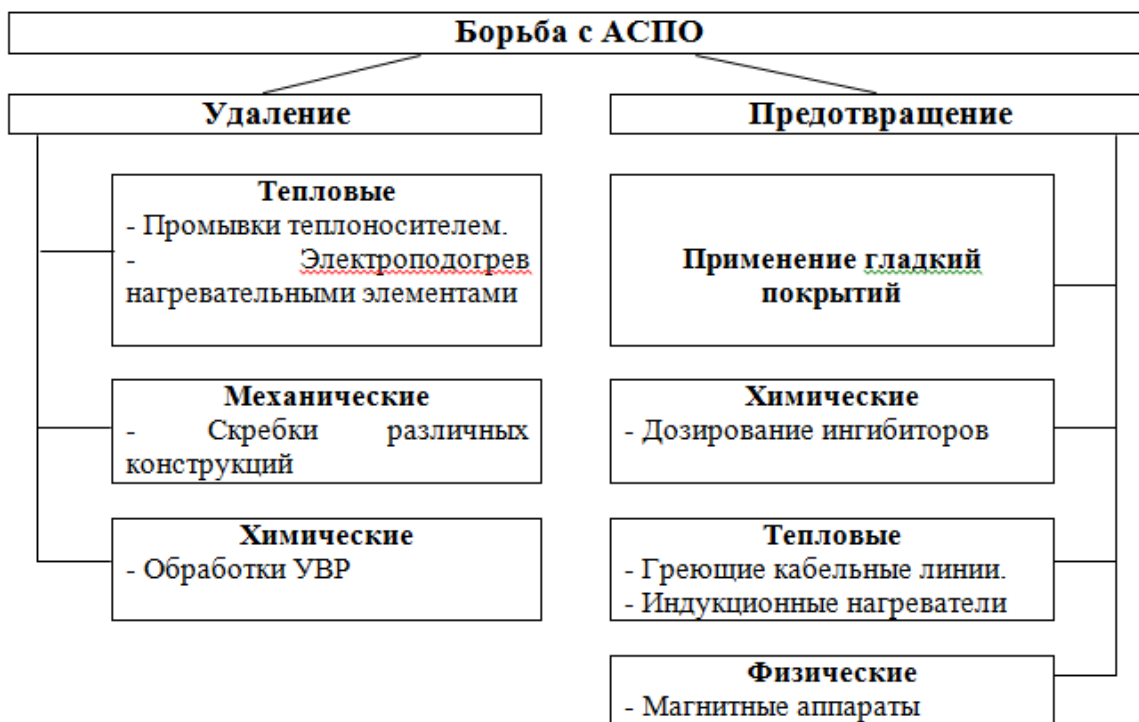 Борьба с АСПО
Удаление
Предотвращение
Тепловые
- Промывки теплоносителем.
- Электроподогрев
нагревательными элементами
Применение гладкий
покрытий
Механические
- Скребки различных
конструкций
Химические
- Дозирование ингибиторов
Химические
- Обработки УВР
Тепловые
- Греющие кабельные линии.
- Индукционные нагреватели
Физические
- Магнитные аппараты